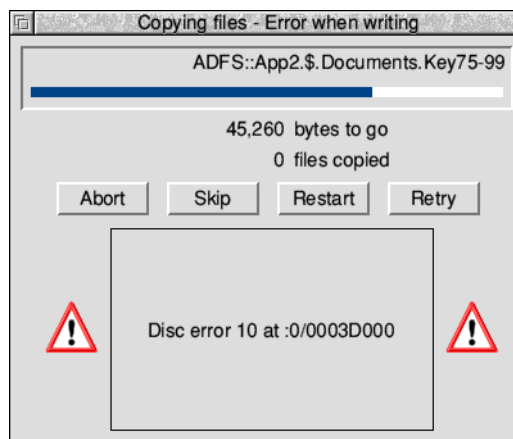 Copying files - Error when writing
ADFS::App2.$.Documents.Key75-99
45,260 bytes to go
0 files copied
Abort Skip Restart Retry
Disc error 10 at :0/0003D000